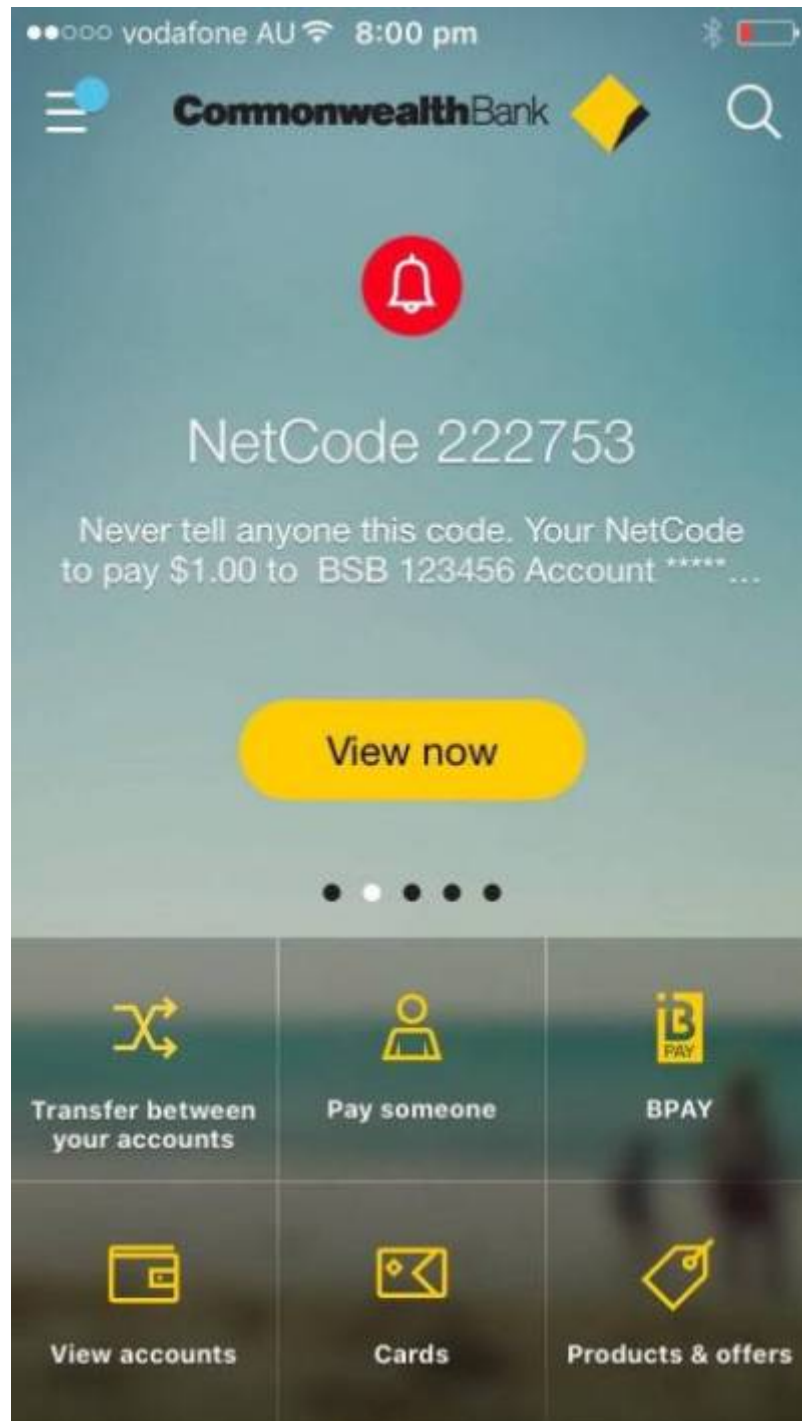 vodafone AU 8:00 pm
CommonwealthBank
NetCode 222753
Never tell anyone this code. Your NetCode
to pay $1.00 to BSB 123456 Account *****...
View now
B
PAY
Transfer between
your accounts
Pay someone
BPAY
View accounts
Cards
Products & offers